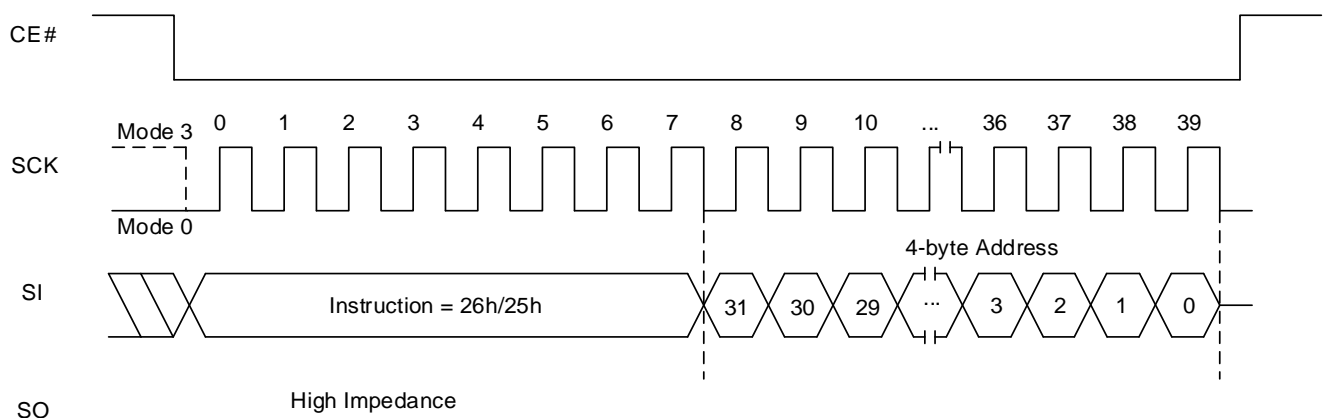 CE#
0 1 2 3 4 5 6 7 8 9 10 ... 36 37 38 39
Mode 3
SCK
Mode 0
4-byte Address
SI
Instruction = 26h/25h 31 30 29 ... 3 2 1 0
High Impedance
SO